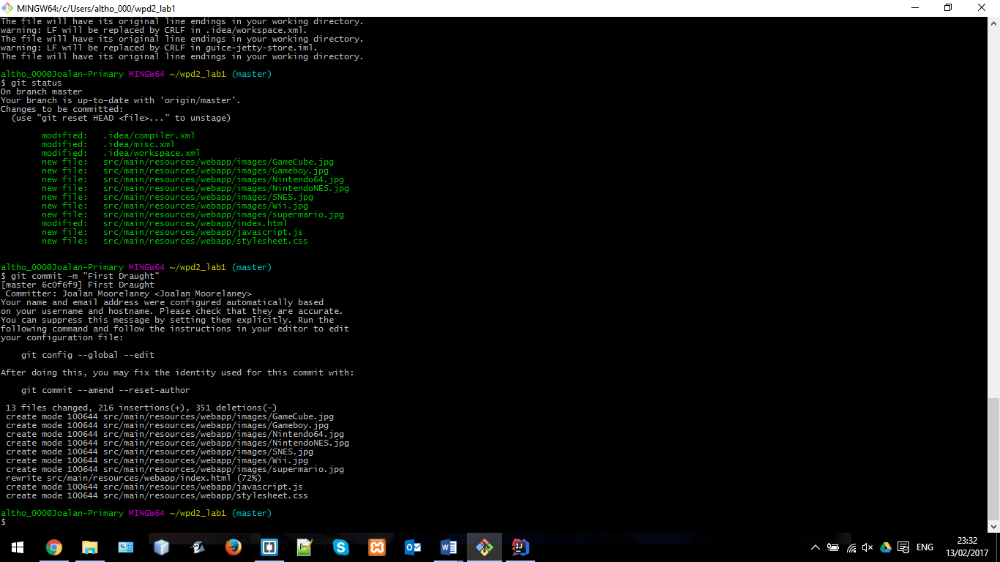 MINGW64:/c/Users/altho_000/wpd2_lab1
The file will have its original line endings in your working directory.
warning: LF will be replaced by CRLF in .idea/workspace.xml.
The file will have its original line endings in your working directory.
warning: LF will be replaced by CRLF in guice-jetty-store.iml.
The file will have its original line endings in your working directory.
altho_000@Joalan-Primary MINGW64 ~/wpd2_lab1 (master)
$ git status
On branch master
Your branch is up-to-date with 'origin/master'.
Changes to be committed:
  (use "git reset HEAD <file>..." to unstage)
        modified:   .idea/compiler.xml
        modified:   .idea/misc.xml
        modified:   .idea/workspace.xml
        new file:   src/main/resources/webapp/images/GameCube.jpg
        new file:   src/main/resources/webapp/images/Gameboy.jpg
        new file:   src/main/resources/webapp/images/Nintendo64.jpg
        new file:   src/main/resources/webapp/images/NintendoNES.jpg
        new file:   src/main/resources/webapp/images/SNES.jpg
        new file:   src/main/resources/webapp/images/Wii.jpg
        new file:   src/main/resources/webapp/images/supermario.jpg
        modified:   src/main/resources/webapp/index.html
        new file:   src/main/resources/webapp/javascript.js
        new file:   src/main/resources/webapp/stylesheet.css
altho_000@Joalan-Primary MINGW64 ~/wpd2_lab1 (master)
$ git commit -m "First Draught"
[master 6c0f6f9] First Draught
 Committer: Joalan Moorelaney <Joalan Moorelaney>
Your name and email address were configured automatically based
on your username and hostname. Please check that they are accurate.
You can suppress this message by setting them explicitly. Run the
following command and follow the instructions in your editor to edit
your configuration file:
    git config --global --edit
After doing this, you may fix the identity used for this commit with:
    git commit --amend --reset-author
 13 files changed, 216 insertions(+), 351 deletions(-)
 create mode 100644 src/main/resources/webapp/images/GameCube.jpg
 create mode 100644 src/main/resources/webapp/images/Gameboy.jpg
 create mode 100644 src/main/resources/webapp/images/Nintendo64.jpg
 create mode 100644 src/main/resources/webapp/images/NintendoNES.jpg
 create mode 100644 src/main/resources/webapp/images/SNES.jpg
 create mode 100644 src/main/resources/webapp/images/Wii.jpg
 create mode 100644 src/main/resources/webapp/images/supermario.jpg
 rewrite src/main/resources/webapp/index.html (72%)
 create mode 100644 src/main/resources/webapp/javascript.js
 create mode 100644 src/main/resources/webapp/stylesheet.css
altho_000@Joalan-Primary MINGW64 ~/wpd2_lab1 (master)
$
ENG
23:32
13/02/2017